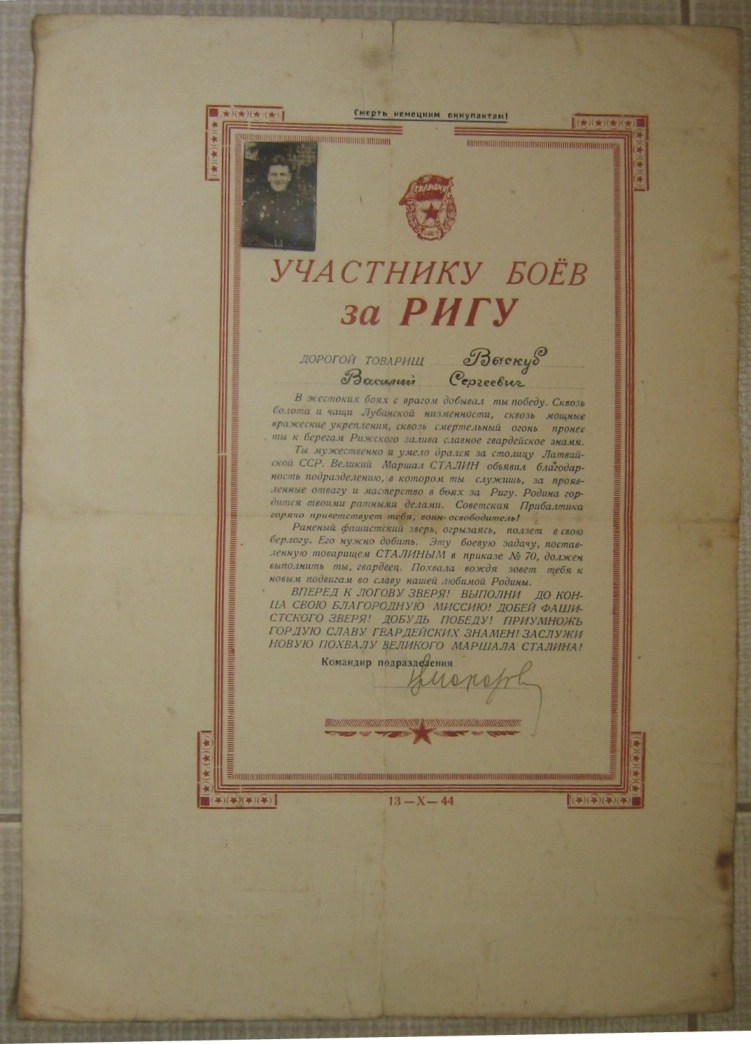 Смерть немецким оккупантам!
ГВАРДИЯ
УЧАСТНИКУ БОЁВ
за РИГУ
ДОРОГОЙ ТОВАРИЩ Выскуб
Василий Сергеевич
В жестоких боях с врагом добывал ты победу. Сквозь
болота и чащи Лубанской низменности, сквозь мощные
вражеские укрепления, сквозь смертельный огонь пронес
ты к берегам Рижского залива славное гвардейское знамя.
Ты мужественно и умело дрался за столицу Латвий-
ской ССР. Великий Маршал СТАЛИН объявил благодар-
ность подразделению, в котором ты служишь, за прояв-
ленные отвагу и мастерство в боях за Ригу. Родина гор-
дится твоими ратными делами. Советская Прибалтика
горячо приветствует тебя, воин-освободитель!
Раненый фашистский зверь, огрызаясь, ползет в свою
берлогу. Его нужно добить. Эту боевую задачу, постав-
ленную товарищем СТАЛИНЫМ в приказе № 70, должен
выполнить ты, гвардеец. Похвала вождя зовет тебя к
новым подвигам во славу нашей любимой Родины.
ВПЕРЕД К ЛОГОВУ ЗВЕРЯ! ВЫПОЛНИ ДО КОН-
ЦА СВОЮ БЛАГОРОДНУЮ МИССИЮ! ДОБЕЙ ФАШИ-
СТСКОГО ЗВЕРЯ! ДОБУДЬ ПОБЕДУ! ПРИУМНОЖЬ
ГОРДУЮ СЛАВУ ГВАРДЕЙСКИХ ЗНАМЕН! ЗАСЛУЖИ
НОВУЮ ПОХВАЛУ ВЕЛИКОГО МАРШАЛА СТАЛИНА!
Командир подразделения
13—X—44